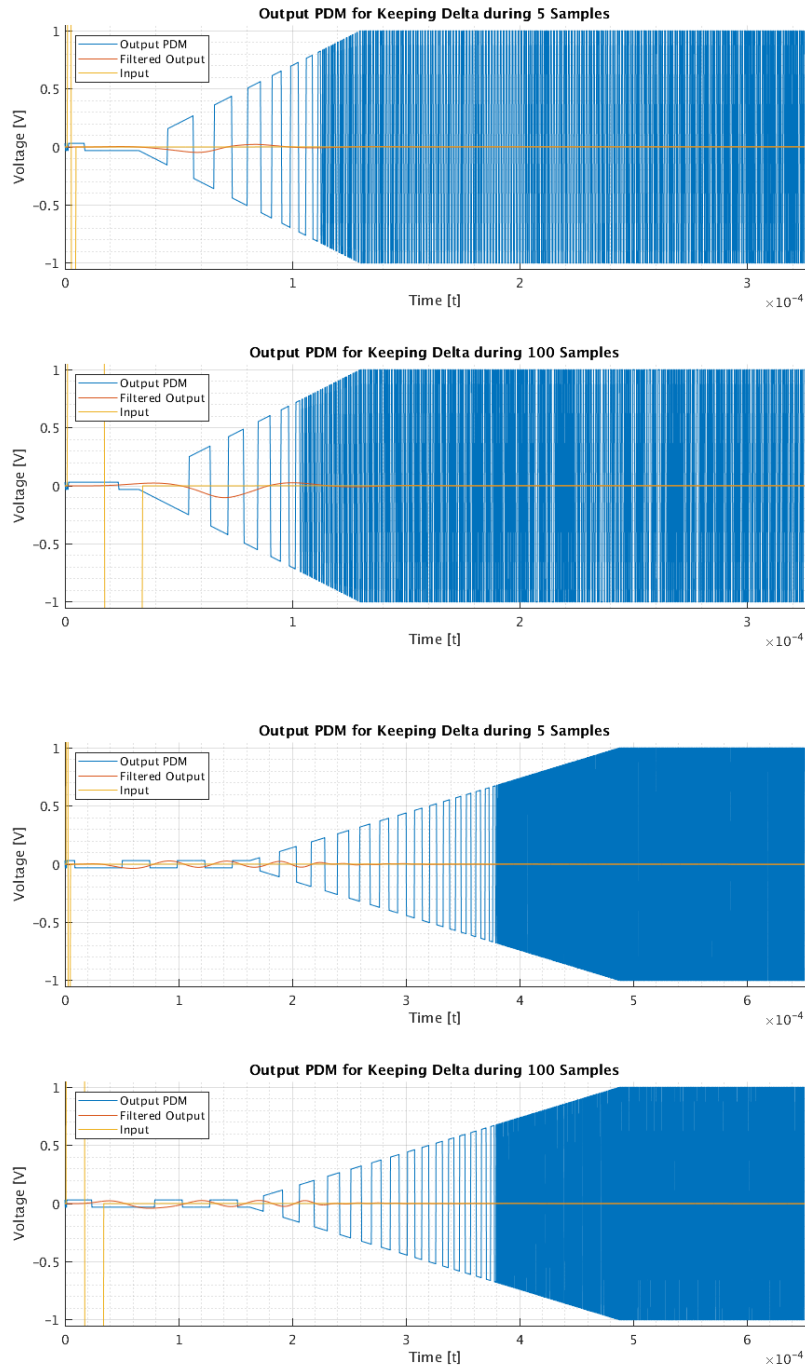 Output PDM for Keeping Delta during 5 Samples
Output PDM
Filtered Output
Input
Voltage [V]
1
0.5
0
-0.5
-1
0
1
2
3
Time [t]
×10⁻⁴
Output PDM for Keeping Delta during 100 Samples
Output PDM
Filtered Output
Input
Voltage [V]
1
0.5
0
-0.5
-1
0
1
2
3
Time [t]
×10⁻⁴
Output PDM for Keeping Delta during 5 Samples
Output PDM
Filtered Output
Input
Voltage [V]
1
0.5
0
-0.5
-1
0
1
2
3
4
5
6
Time [t]
×10⁻⁴
Output PDM for Keeping Delta during 100 Samples
Output PDM
Filtered Output
Input
Voltage [V]
1
0.5
0
-0.5
-1
0
1
2
3
4
5
6
Time [t]
×10⁻⁴